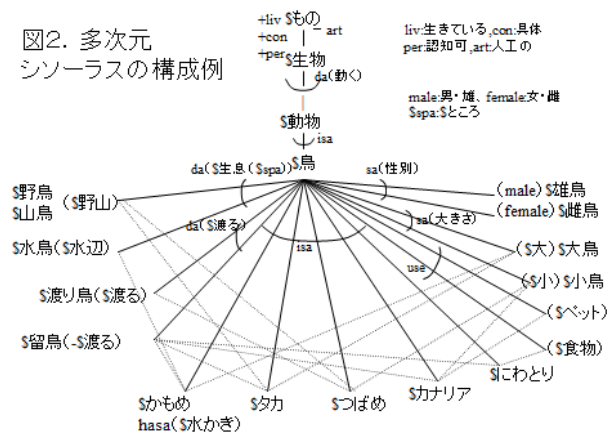 図2. 多次元
シソーラスの構成例
+liv $もの
+con
+per
- art
$生物
da(動く)
$動物
isa
$鳥
liv:生きている,con:具体
per:認知可,art:人工の
male:男・雄、female:女・雌
$spa:$ところ
da($生息($spa))
sa(性別)
$野鳥
$山鳥
($野山)
(male)$雄鳥
(female)$雌鳥
da($渡る)
sa(大きさ)
$水鳥($水辺)
isa
use
($大)$大鳥
($小)$小鳥
$渡り鳥($渡る)
($ペット)
$留鳥(-$渡る)
($食物)
$にわとり
$かもめ
hasa($水かき)
$タカ
$つばめ
$カナリア